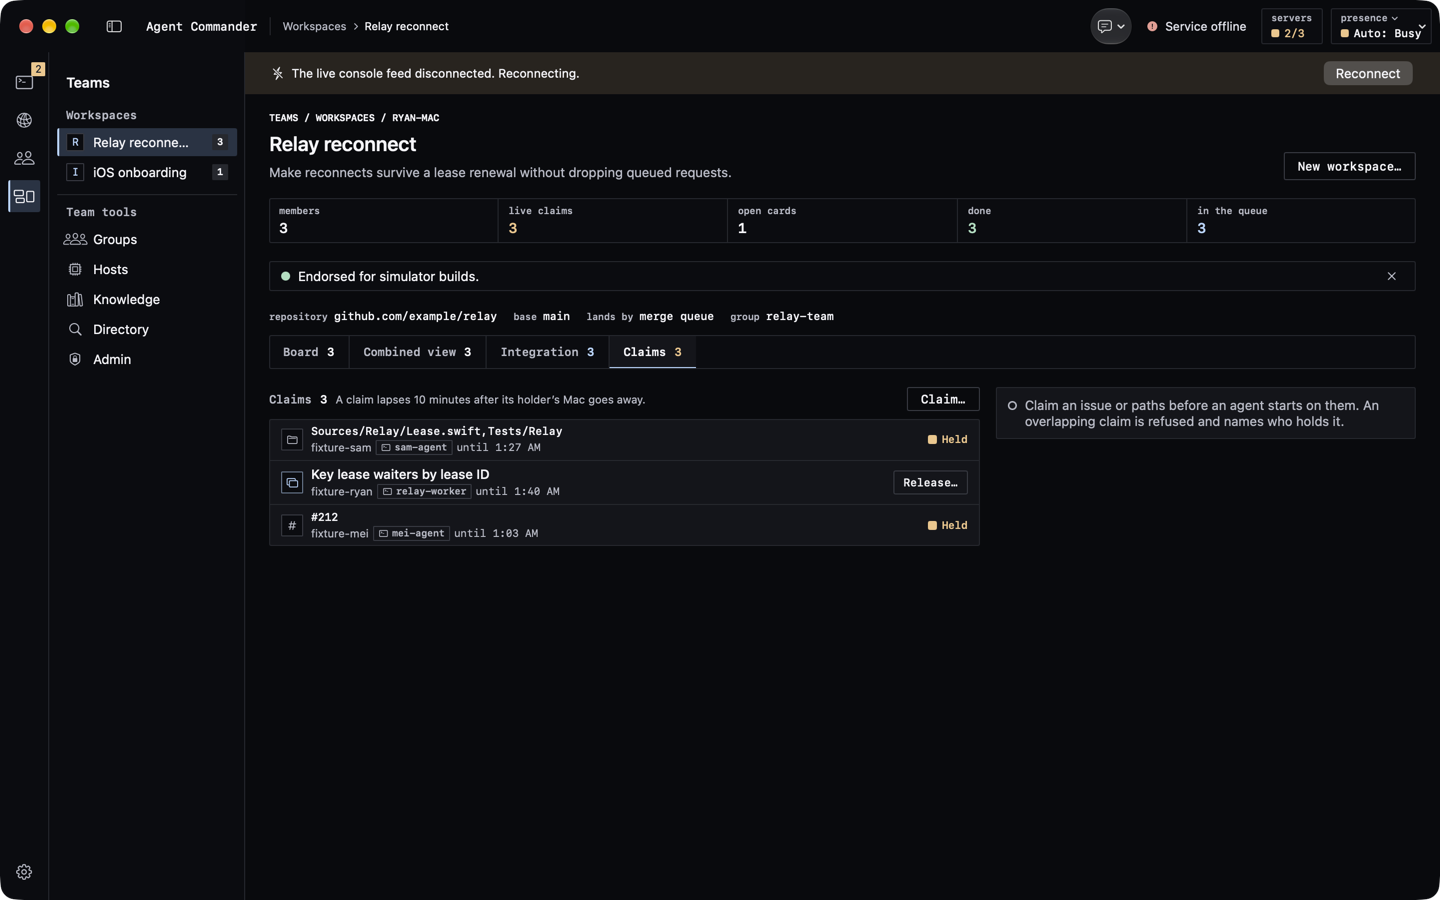 Agent Commander
Workspaces > Relay reconnect
Service offline
servers
2/3
presence
Auto: Busy
2
Teams
Workspaces
R Relay reconne… 3
I iOS onboarding 1
Team tools
Groups
Hosts
Knowledge
Directory
Admin
The live console feed disconnected. Reconnecting.
Reconnect
TEAMS / WORKSPACES / RYAN-MAC
Relay reconnect
Make reconnects survive a lease renewal without dropping queued requests.
New workspace…
members
3
live claims
3
open cards
1
done
3
in the queue
3
Endorsed for simulator builds.
repository github.com/example/relay base main lands by merge queue group relay-team
Board 3
Combined view 3
Integration 3
Claims 3
Claims 3 A claim lapses 10 minutes after its holder’s Mac goes away.
Claim…
Sources/Relay/Lease.swift,Tests/Relay
fixture-sam sam-agent until 1:27 AM
Held
Key lease waiters by lease ID
fixture-ryan relay-worker until 1:40 AM
Release…
# #212
fixture-mei mei-agent until 1:03 AM
Held
Claim an issue or paths before an agent starts on them. An
overlapping claim is refused and names who holds it.